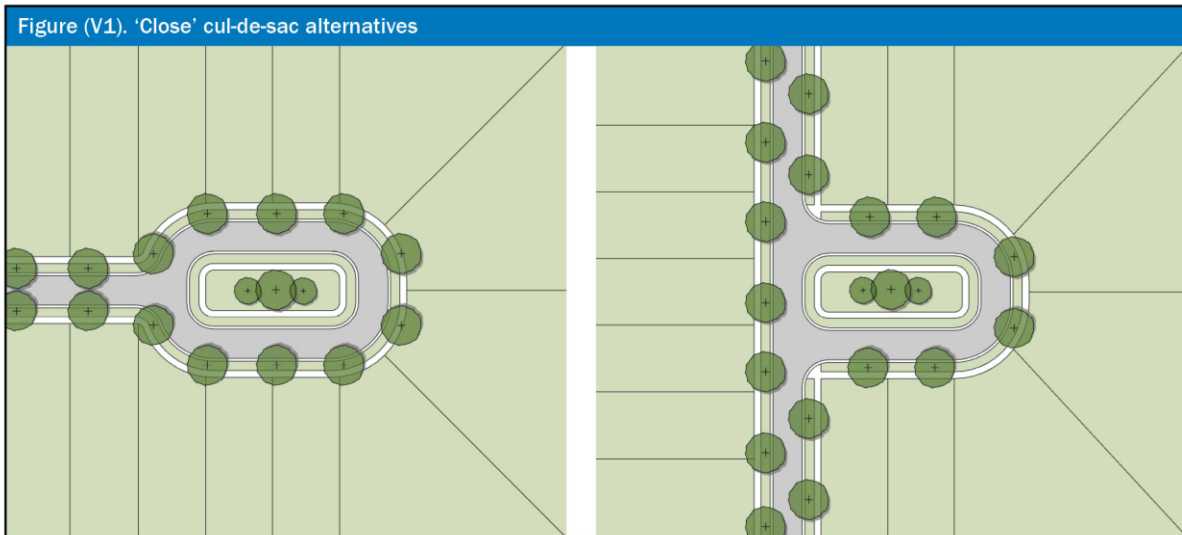 Figure (V1). ‘Close’ cul-de-sac alternatives